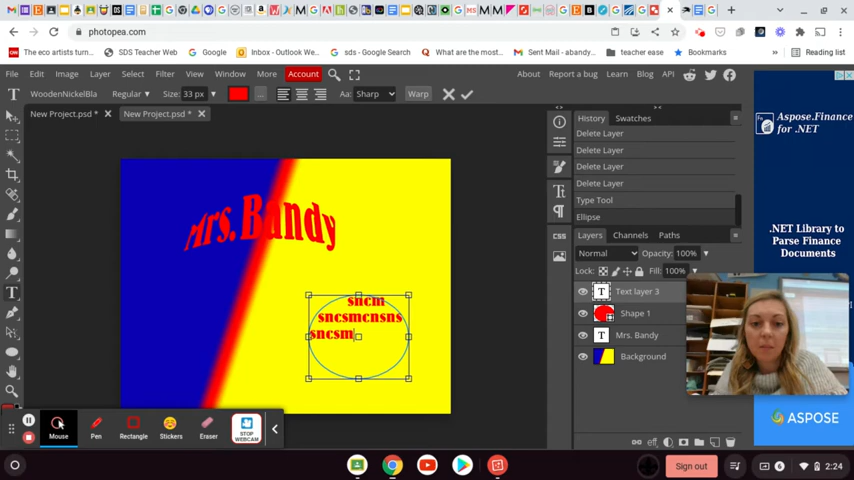 photopea.com
The eco artists turn...
SDS Teacher Web
Google
Inbox - Outlook We...
sds - Google Search
What are the most...
Sent Mail - abandy...
teacher ease
Bookmarks
Reading list
File Edit Image Layer Select Filter View Window More Account
About Report a bug Learn Blog API
WoodenNickelBla Regular Size: 33 px ... Aa: Sharp Warp
New Project.psd * New Project.psd *
History Swatches
Delete Layer
Delete Layer
Delete Layer
Delete Layer
Type Tool
Ellipse
Layers Channels Paths
Normal Opacity: 100%
Lock: Fill: 100%
Text layer 3
Shape 1
Mrs. Bandy
Background
CSS
Mrs. Bandy
sncm
sncsmcnsns
sncsm
Aspose.Finance
for .NET
.NET Library to
Parse Finance
Documents
ASPOSE
Mouse Pen Rectangle Stickers Eraser STOP WEBCAM
Sign out
6
2:24